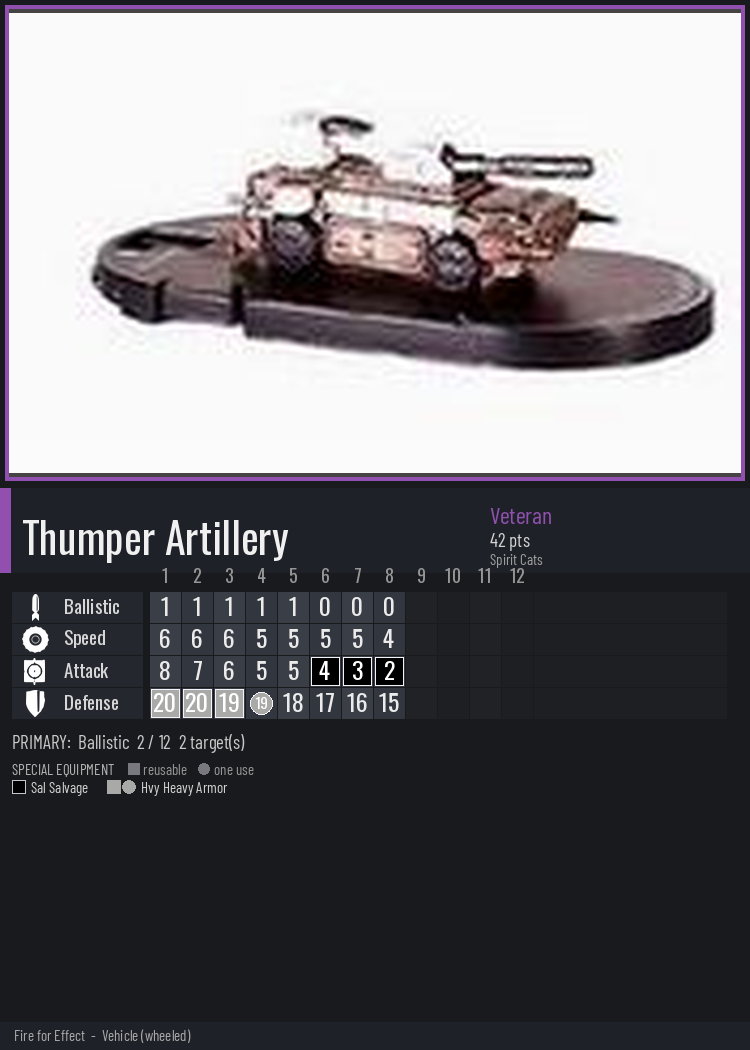 Thumper Artillery
Veteran
42 pts
Spirit Cats
1 2 3 4 5 6 7 8 9 10 11 12
Ballistic 1 1 1 1 1 0 0 0
Speed 6 6 6 5 5 5 5 4
Attack 8 7 6 5 5 4 3 2
Defense 20 20 19 19 18 17 16 15
PRIMARY: Ballistic 2 / 12 2 target(s)
SPECIAL EQUIPMENT reusable one use
Sal Salvage Hvy Heavy Armor
Fire for Effect - Vehicle (wheeled)